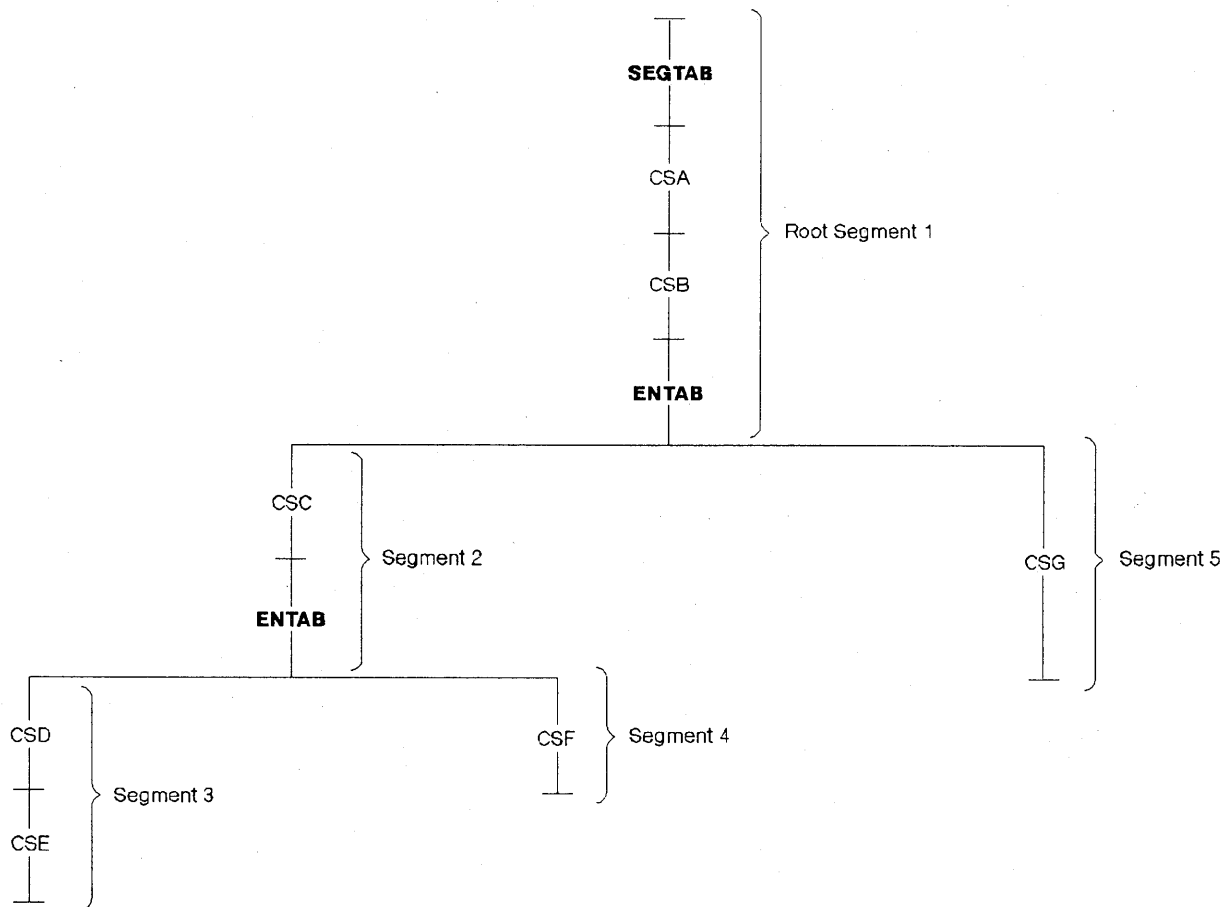 SEGTAB
CSA
Root Segment 1
CSB
ENTAB
CSC
Segment 2
CSG
Segment 5
ENTAB
CSD
CSF
Segment 4
Segment 3
CSE